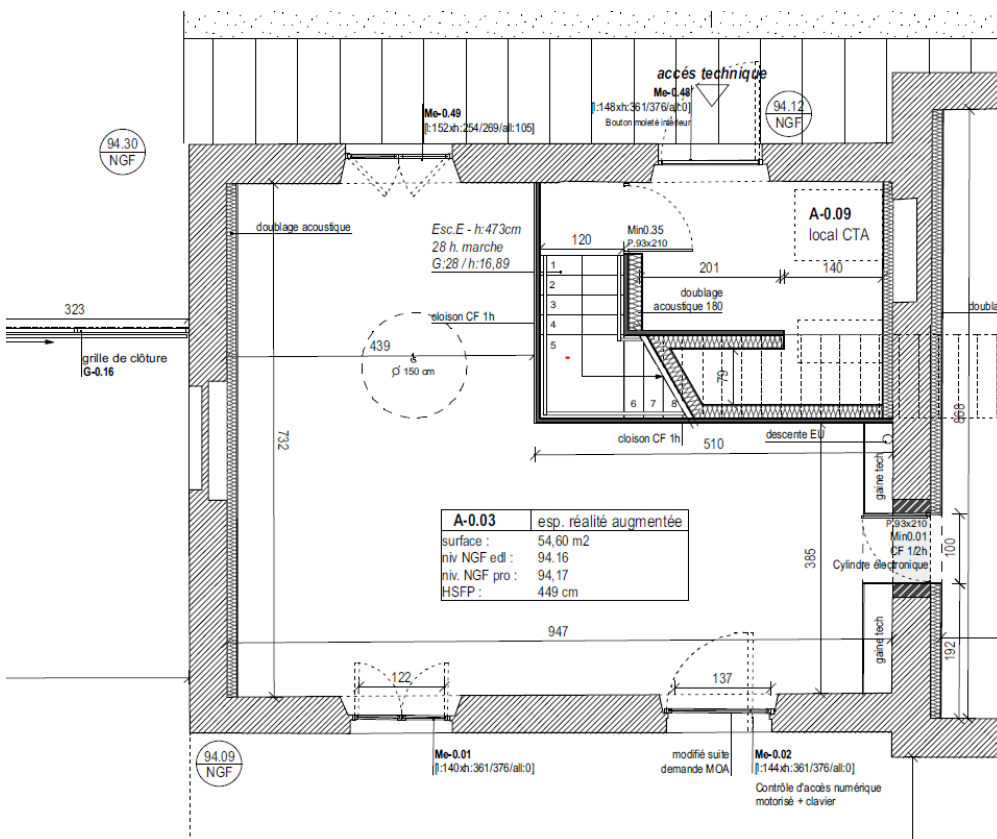 accés technique
Me-0.48
[l:148xh:361/376/all:0]
Bouton moleté intérieur
94.12
NGF
Me-0.49
[l:152xh:254/269/all:105]
94.30
NGF
doublage acoustique
Esc.E - h:473cm
28 h. marche
G:28 / h:16,89
120
Min0.35
P.93x210
A-0.09
local CTA
201
140
doublage
acoustique 180
1
2
3
4
5
6
7
8
cloison CF 1h
323
grille de clôture
G-0.16
439
Ø 150 cm
79
868
732
cloison CF 1h
descente EU
510
gaine tech
A-0.03
esp. réalité augmentée
surface :
54,60 m2
niv NGF edl :
94.16
niv. NGF pro :
94,17
HSFP :
449 cm
385
P.93x210
Min0.01
CF 1/2h
Cylindre électronique
100
947
gaine tech
192
122
137
94.09
NGF
Me-0.01
[l:140xh:361/376/all:0]
modifié suite
demande MOA
Me-0.02
[l:144xh:361/376/all:0]
Contrôle d'accès numérique
motorisé + clavier